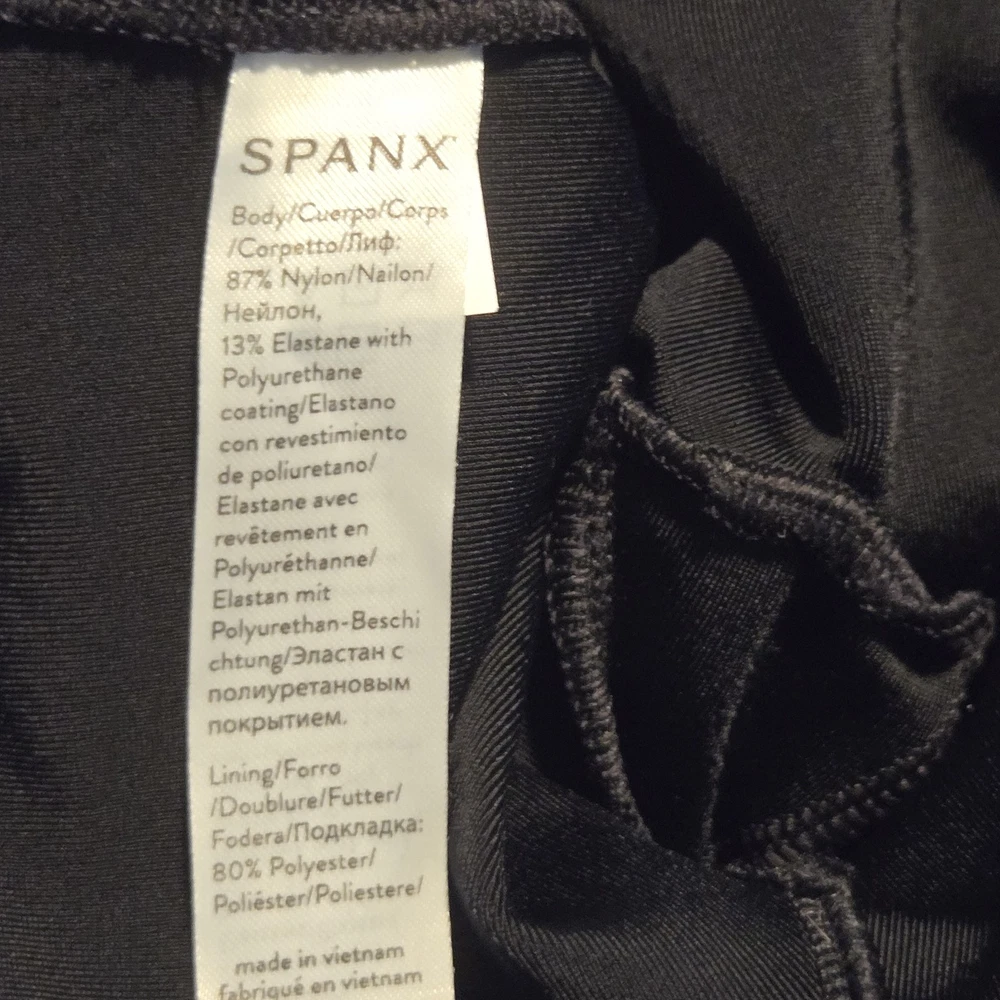 SPANX
Body/Cuerpo/Corps
/Corpetto/Лиф:
87% Nylon/Nailon/
Нейлон,
13% Elastane with
Polyurethane
coating/Elastano
con revestimiento
de poliuretano/
Elastane avec
revêtement en
Polyuréthanne/
Elastan mit
Polyurethan-Beschi
chtung/Эластан с
полиуретановым
покрытием.
Lining/Forro
/Doublure/Futter/
Fodera/Подкладка:
80% Polyester/
Poliéster/Poliestere/
made in vietnam
fabriqué en vietnam